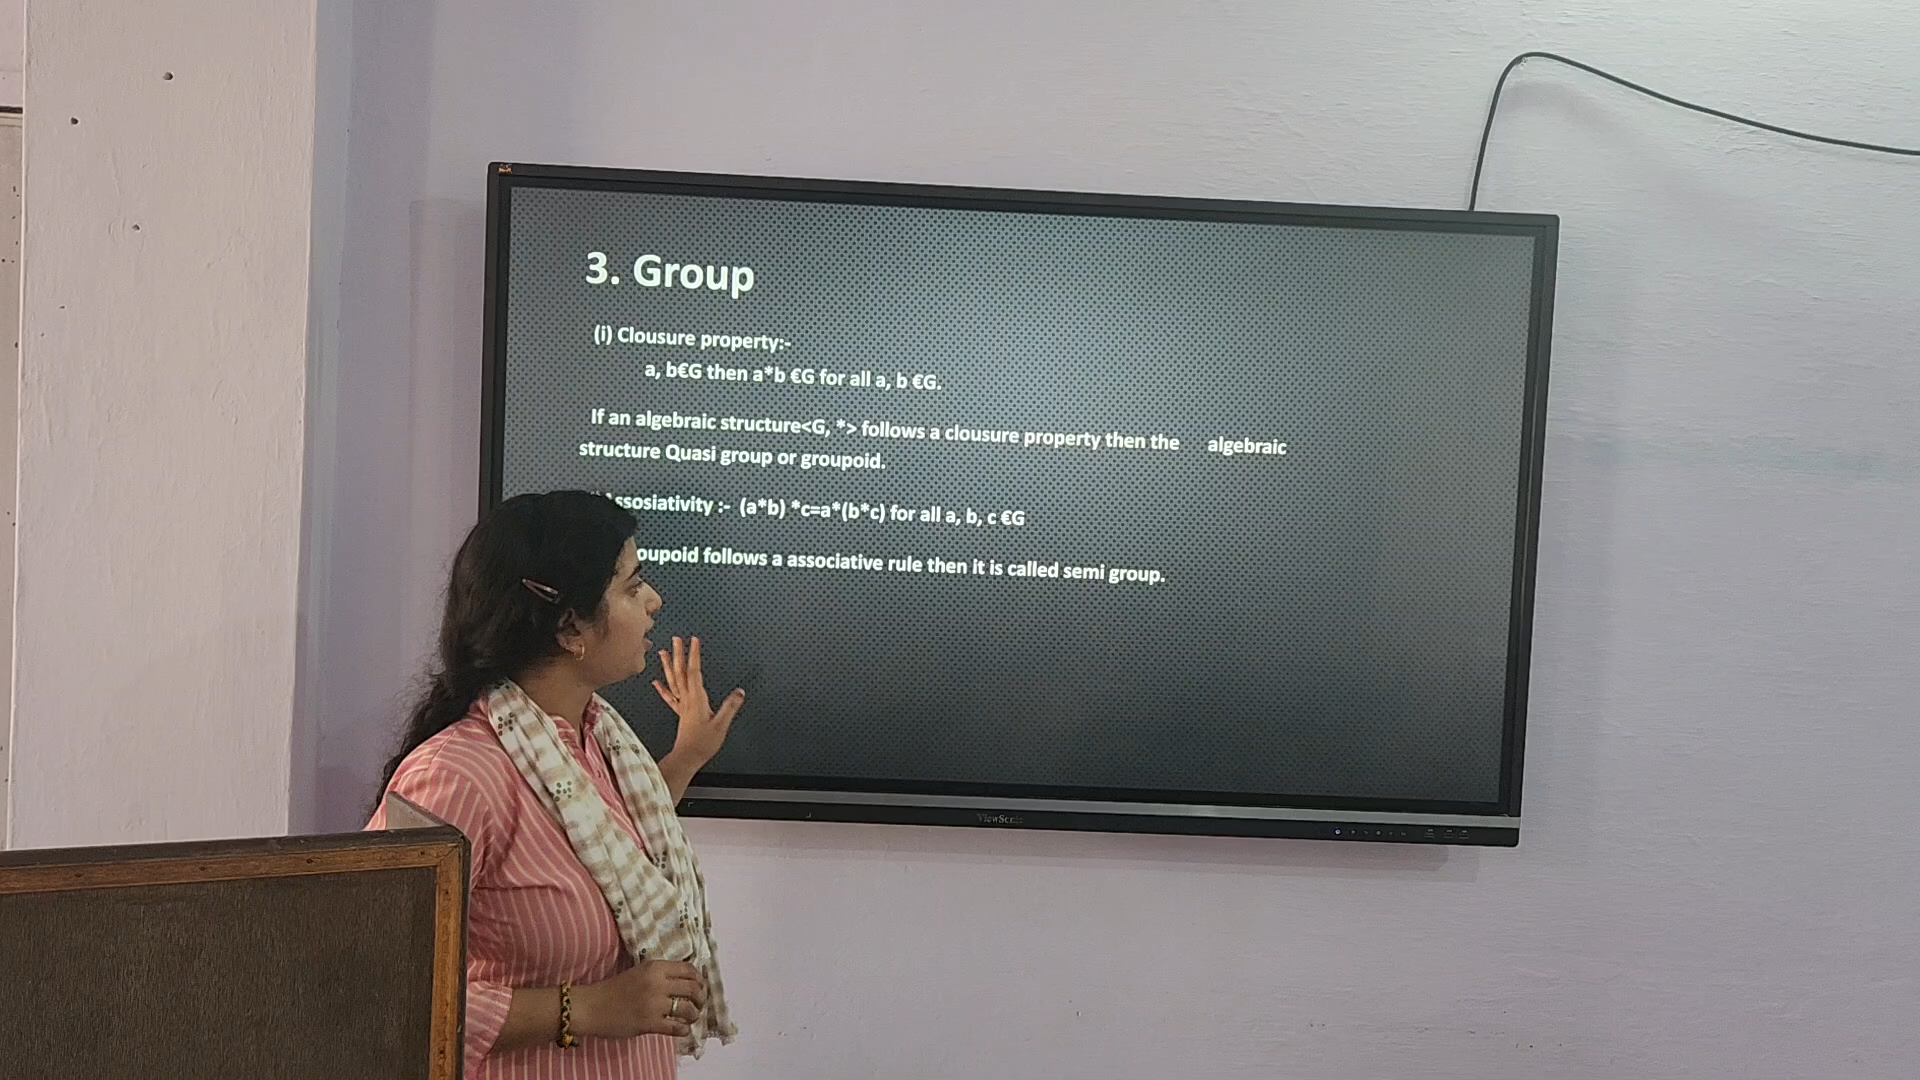 3. Group
(i) Clousure property:-
a, b€G then a*b €G for all a, b €G.
If an algebraic structure<G, *> follows a clousure property then the algebraic
structure Quasi group or groupoid.
ssosiativity :- (a*b) *c=a*(b*c) for all a, b, c €G
oupoid follows a associative rule then it is called semi group.
ViewSonic